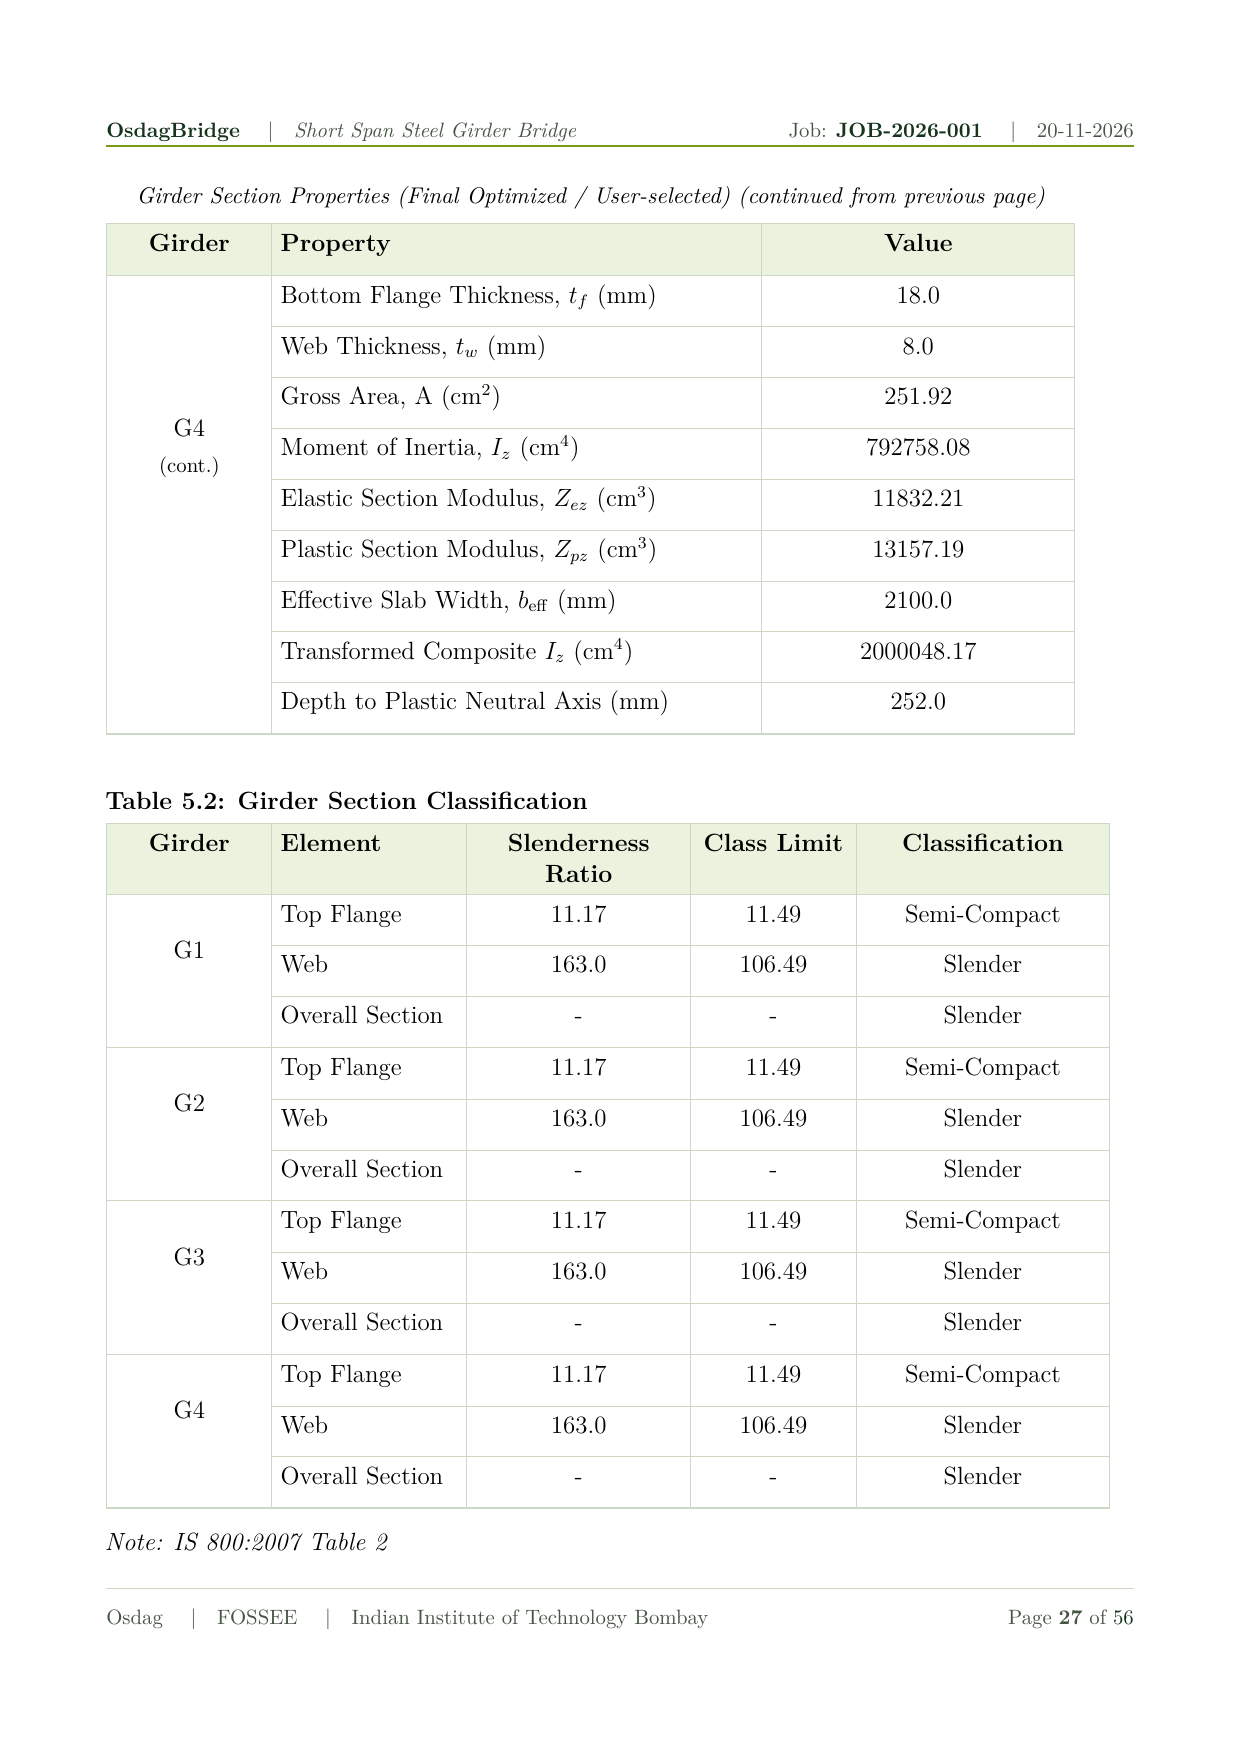 OsdagBridge | Short Span Steel Girder Bridge Job: JOB-2026-001 | 20-11-2026
Girder Section Properties (Final Optimized / User-selected) (continued from previous page)
Girder Property Value
Bottom Flange Thickness, t_f (mm) 18.0
Web Thickness, t_w (mm) 8.0
Gross Area, A (cm²) 251.92
G4
(cont.)
Moment of Inertia, I_z (cm⁴) 792758.08
Elastic Section Modulus, Z_ez (cm³) 11832.21
Plastic Section Modulus, Z_pz (cm³) 13157.19
Effective Slab Width, b_eff (mm) 2100.0
Transformed Composite I_z (cm⁴) 2000048.17
Depth to Plastic Neutral Axis (mm) 252.0
Table 5.2: Girder Section Classification
Girder Element Slenderness Ratio Class Limit Classification
G1
Top Flange 11.17 11.49 Semi-Compact
Web 163.0 106.49 Slender
Overall Section - - Slender
G2
Top Flange 11.17 11.49 Semi-Compact
Web 163.0 106.49 Slender
Overall Section - - Slender
G3
Top Flange 11.17 11.49 Semi-Compact
Web 163.0 106.49 Slender
Overall Section - - Slender
G4
Top Flange 11.17 11.49 Semi-Compact
Web 163.0 106.49 Slender
Overall Section - - Slender
Note: IS 800:2007 Table 2
Osdag | FOSSEE | Indian Institute of Technology Bombay Page 27 of 56